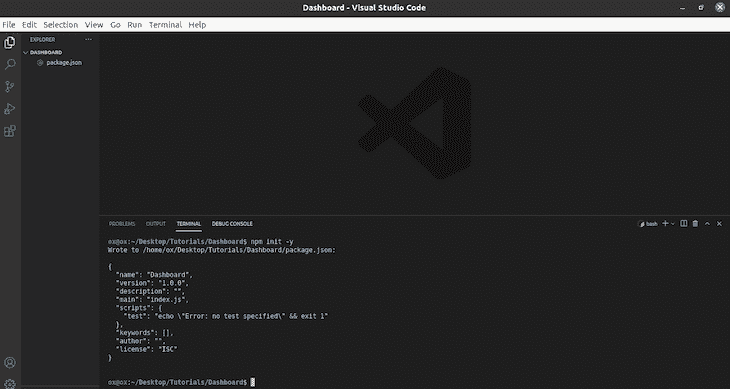 Dashboard - Visual Studio Code
File Edit Selection View Go Run Terminal Help
EXPLORER
DASHBOARD
package.json
PROBLEMS OUTPUT TERMINAL DEBUG CONSOLE
bash
ox@ox:~/Desktop/Tutorials/Dashboard$ npm init -y
Wrote to /home/ox/Desktop/Tutorials/Dashboard/package.json:
{
"name": "Dashboard",
"version": "1.0.0",
"description": "",
"main": "index.js",
"scripts": {
"test": "echo \"Error: no test specified\" && exit 1"
},
"keywords": [],
"author": "",
"license": "ISC"
}
ox@ox:~/Desktop/Tutorials/Dashboard$